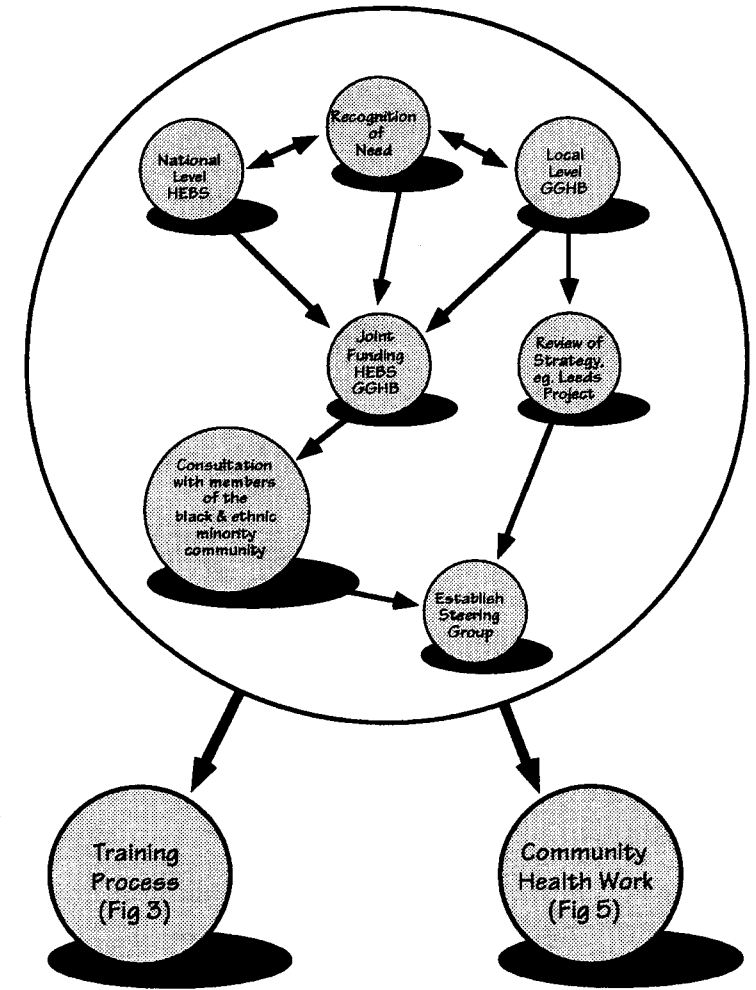 Recognition
of
Need
National
Level
HEBS
Local
Level
GGHB
Joint
Funding
HEBS
GGHB
Review of
Strategy,
eg. Leeds
Project
Consultation
with members
of the
black & ethnic
minority
community
Establish
Steering
Group
Training
Process
(Fig 3)
Community
Health Work
(Fig 5)